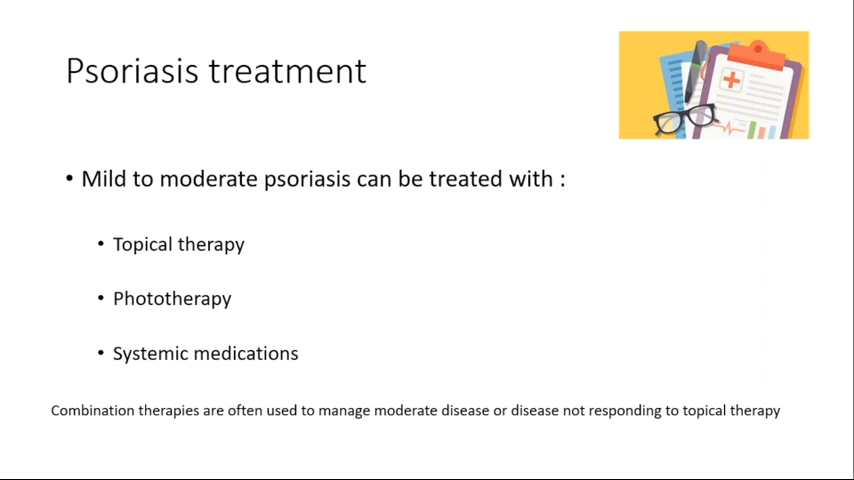 Psoriasis treatment
• Mild to moderate psoriasis can be treated with :
• Topical therapy
• Phototherapy
• Systemic medications
Combination therapies are often used to manage moderate disease or disease not responding to topical therapy